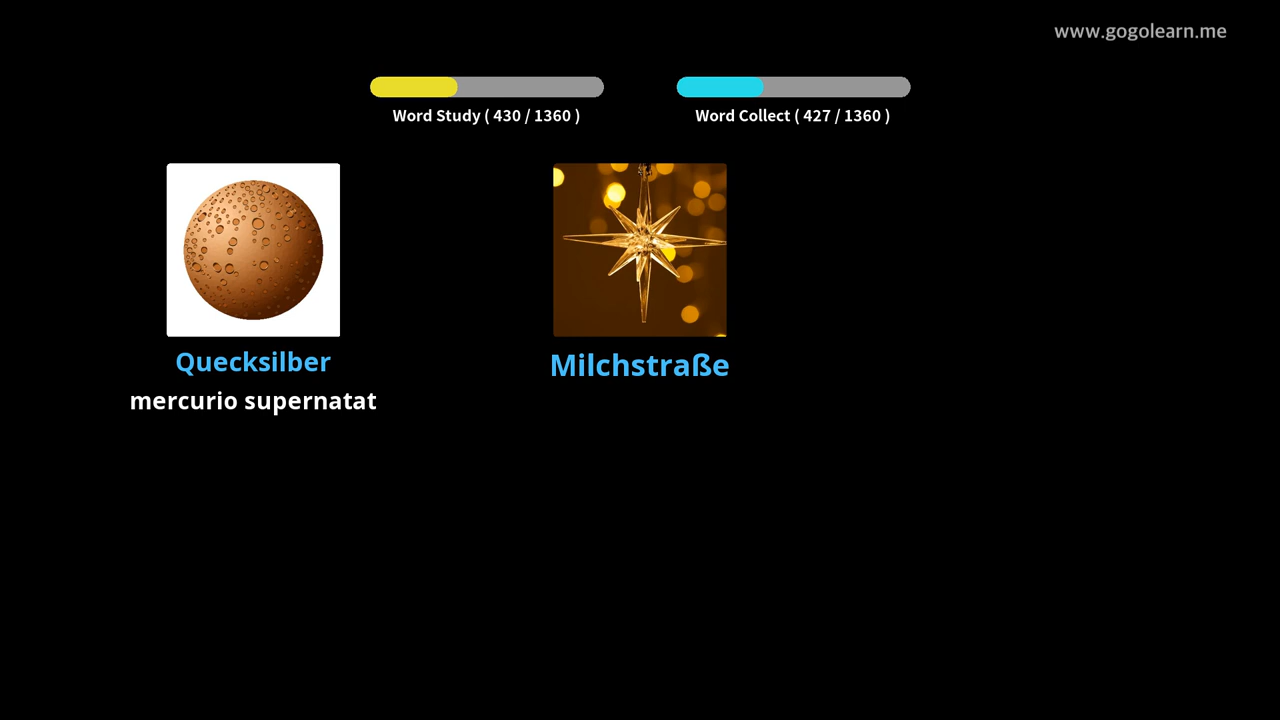 www.gogolearn.me
Word Study ( 430 / 1360 )
Word Collect ( 427 / 1360 )
Quecksilber
mercurio supernatat
Milchstraße